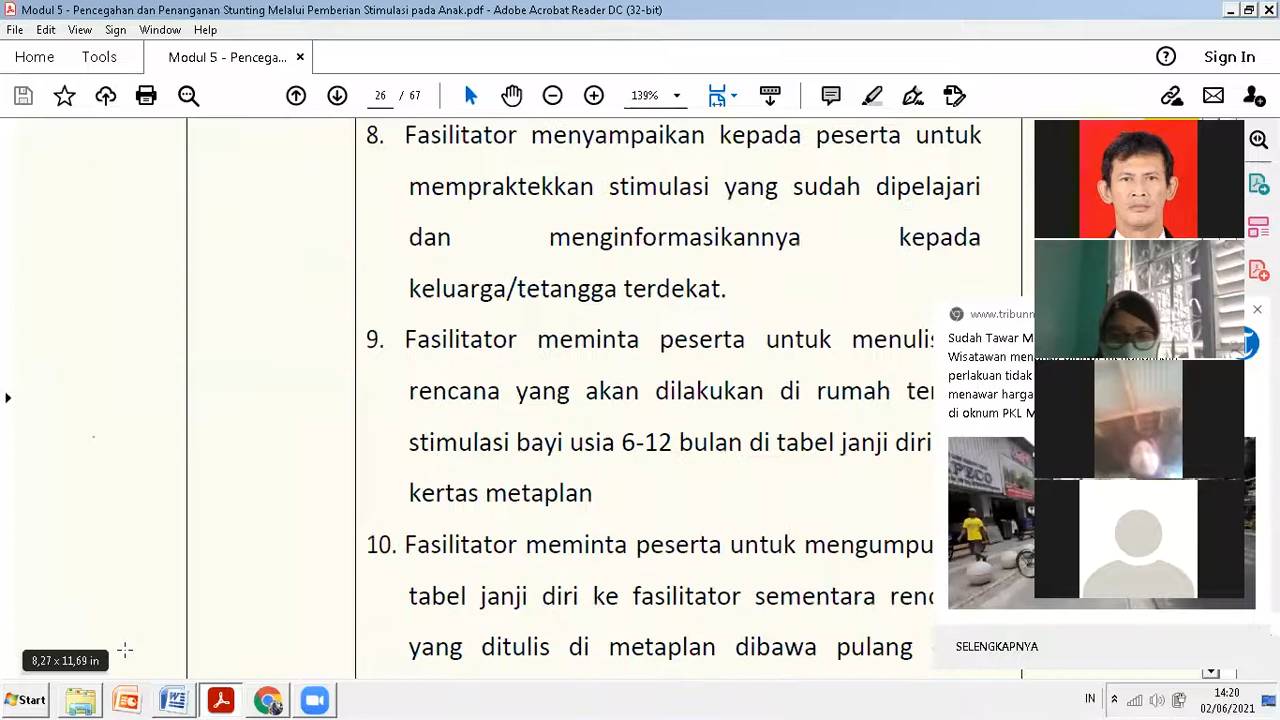 Modul 5 - Pencegahan dan Penanganan Stunting Melalui Pemberian Stimulasi pada Anak.pdf - Adobe Acrobat Reader DC (32-bit)
File Edit View Sign Window Help
Home Tools Modul 5 - Pencega... × Sign In
26 / 67 139%
8. Fasilitator menyampaikan kepada peserta untuk
mempraktekkan stimulasi yang sudah dipelajari
dan menginformasikannya kepada
keluarga/tetangga terdekat.
9. Fasilitator meminta peserta untuk menulis
rencana yang akan dilakukan di rumah
stimulasi bayi usia 6-12 bulan di tabel janji diri
kertas metaplan
10. Fasilitator meminta peserta untuk mengumpu
tabel janji diri ke fasilitator sementara
yang ditulis di metaplan dibawa pulang
www.tribunn
Sudah Tawar M
Wisatawan
perlakuan tidak
menawar harga
di oknum PKL M
PECO
SELENGKAPNYA
8,27 x 11,69 in
Start
IN
14:20
02/06/2021